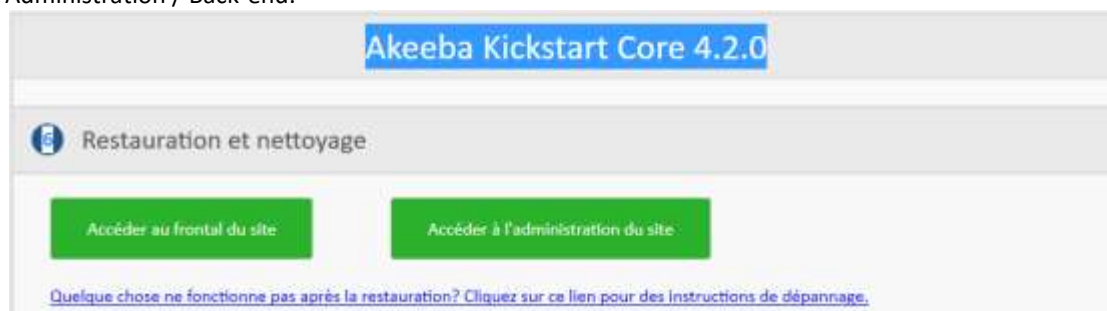 Administration / Back-end:
Akeeba Kickstart Core 4.2.0
6 Restauration et nettoyage
Accéder au frontal du site
Accéder à l'administration du site
Quelque chose ne fonctionne pas après la restauration? Cliquez sur ce lien pour des instructions de dépannage.